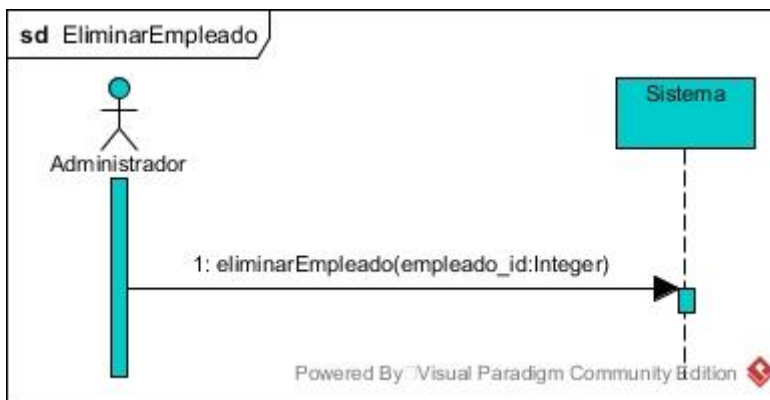 sd EliminarEmpleado
Sistema
Administrador
1: eliminarEmpleado(empleado_id:Integer)
Powered By Visual Paradigm Community Edition